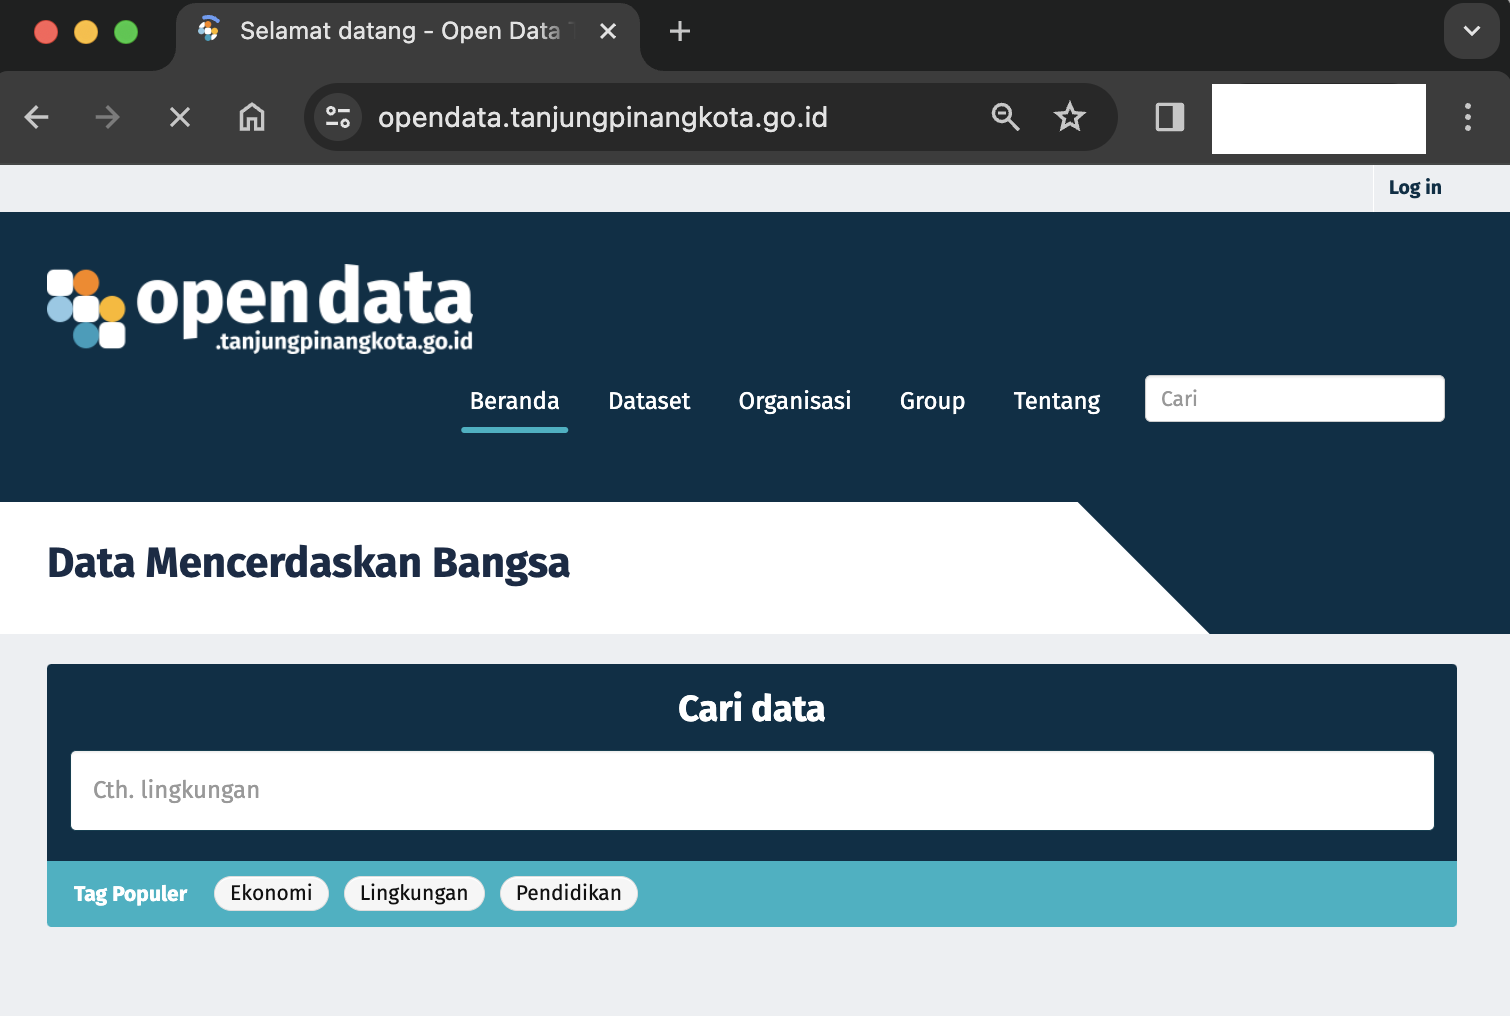 Selamat datang - Open Data
opendata.tanjungpinangkota.go.id
Log in
open data
.tanjungpinangkota.go.id
Beranda Dataset Organisasi Group Tentang Cari
Data Mencerdaskan Bangsa
Cari data
Cth. lingkungan
Tag Populer Ekonomi Lingkungan Pendidikan